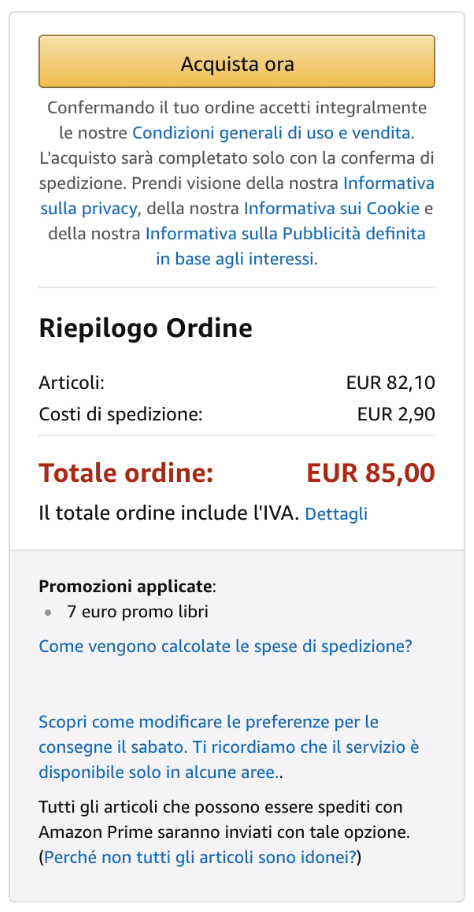 Acquista ora
Confermando il tuo ordine accetti integralmente
le nostre Condizioni generali di uso e vendita.
L'acquisto sarà completato solo con la conferma di
spedizione. Prendi visione della nostra Informativa
sulla privacy, della nostra Informativa sui Cookie e
della nostra Informativa sulla Pubblicità definita
in base agli interessi.
Riepilogo Ordine
Articoli: EUR 82,10
Costi di spedizione: EUR 2,90
Totale ordine: EUR 85,00
Il totale ordine include l'IVA. Dettagli
Promozioni applicate:
• 7 euro promo libri
Come vengono calcolate le spese di spedizione?
Scopri come modificare le preferenze per le
consegne il sabato. Ti ricordiamo che il servizio è
disponibile solo in alcune aree..
Tutti gli articoli che possono essere spediti con
Amazon Prime saranno inviati con tale opzione.
(Perché non tutti gli articoli sono idonei?)